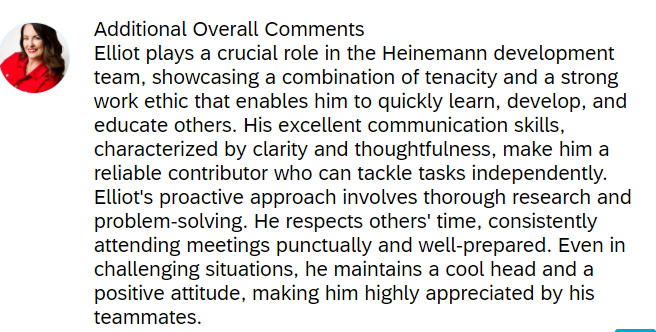 Additional Overall Comments
Elliot plays a crucial role in the Heinemann development
team, showcasing a combination of tenacity and a strong
work ethic that enables him to quickly learn, develop, and
educate others. His excellent communication skills,
characterized by clarity and thoughtfulness, make him a
reliable contributor who can tackle tasks independently.
Elliot's proactive approach involves thorough research and
problem-solving. He respects others' time, consistently
attending meetings punctually and well-prepared. Even in
challenging situations, he maintains a cool head and a
positive attitude, making him highly appreciated by his
teammates.